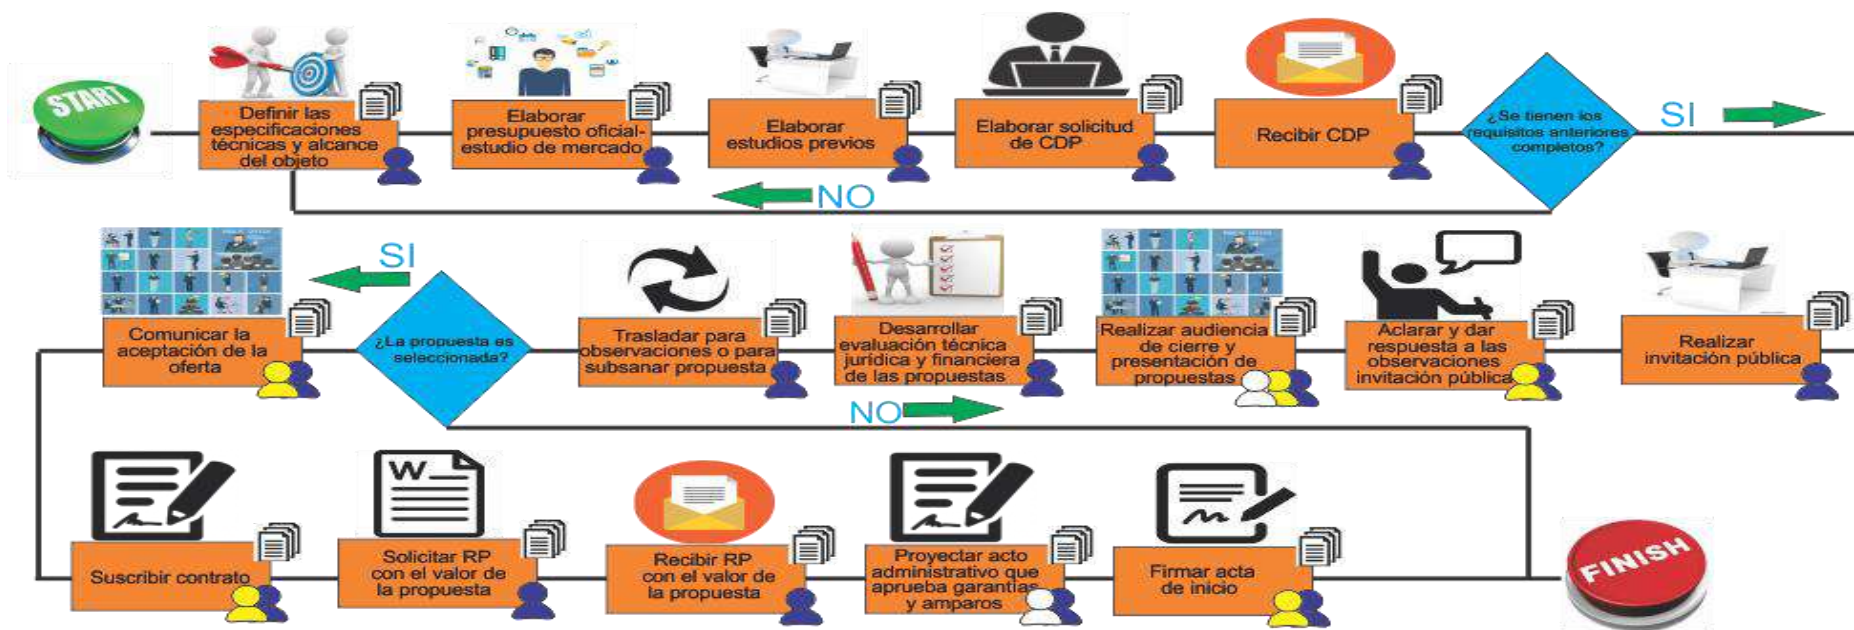 START
Definir las
especificaciones
técnicas y alcance
del objeto
Elaborar
presupuesto oficial-
estudio de mercado
Elaborar
estudios previos
Elaborar solicitud
de CDP
Recibir CDP
¿Se tienen los
requisitos anteriores
completos?
SI
NO
Realizar
invitación pública
Aclarar y dar
respuesta a las
observaciones
invitación pública
Realizar audiencia
de cierre y
presentación de
propuestas
Desarrollar
evaluación técnica
jurídica y financiera
de las propuestas
Trasladar para
observaciones o para
subsanar propuesta
¿La propuesta es
seleccionada?
SI
NO
Comunicar la
aceptación de la
oferta
Suscribir contrato
W
Solicitar RP
con el valor de
la propuesta
Recibir RP
con el valor de
la propuesta
Proyectar acto
administrativo que
aprueba garantías
y amparos
Firmar acta
de inicio
FINISH